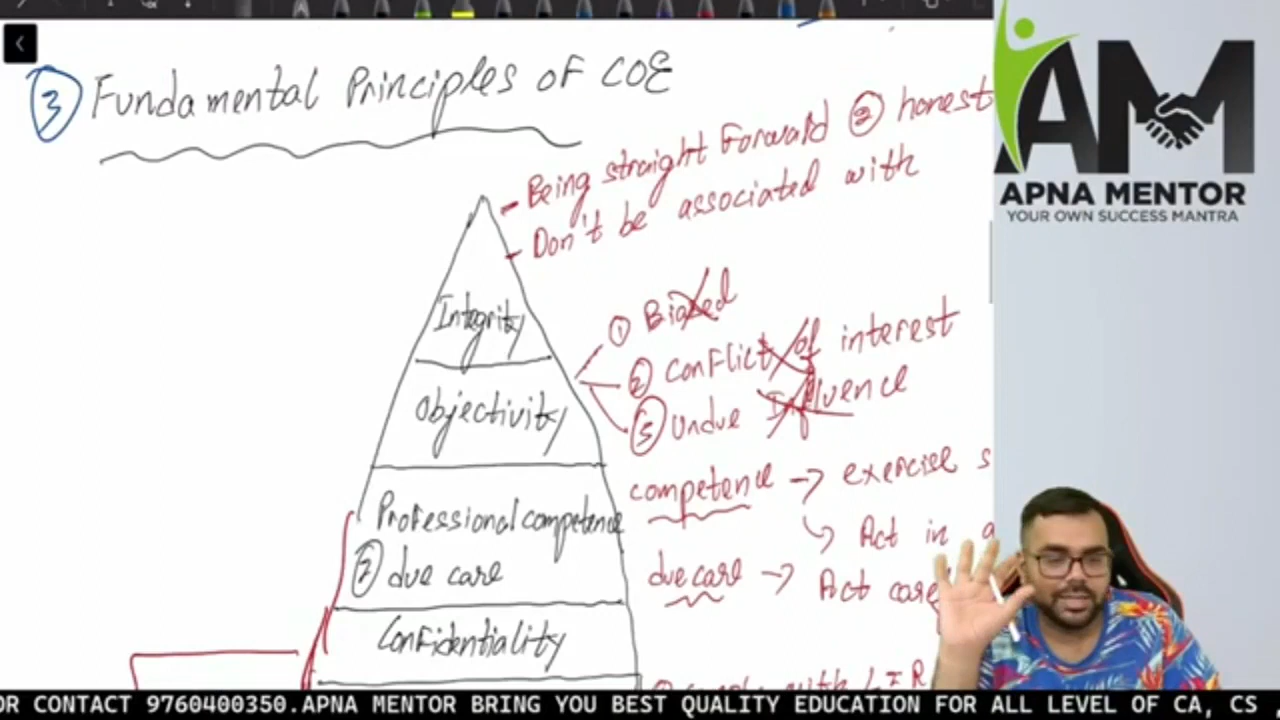 ③ Fundamental Principles of COE
- Being straight Forward & honest
- Don't be associated with
Integrity
① Biased
② conflict of interest
③ Undue Influence
Objectivity
competence → exercise s
↳ Act in a
due care → Act care
Professional competence
& due care
Confidentiality
AM
APNA MENTOR
YOUR OWN SUCCESS MANTRA
OR CONTACT 9760400350.APNA MENTOR BRING YOU BEST QUALITY EDUCATION FOR ALL LEVEL OF CA, CS ,